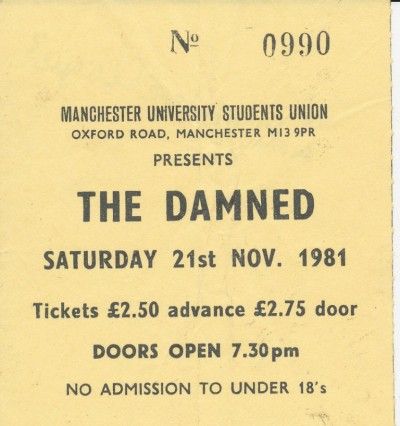 Nº 0990
MANCHESTER UNIVERSITY STUDENTS UNION
OXFORD ROAD, MANCHESTER M13 9PR
PRESENTS
THE DAMNED
SATURDAY 21st NOV. 1981
Tickets £2.50 advance £2.75 door
DOORS OPEN 7.30pm
NO ADMISSION TO UNDER 18's